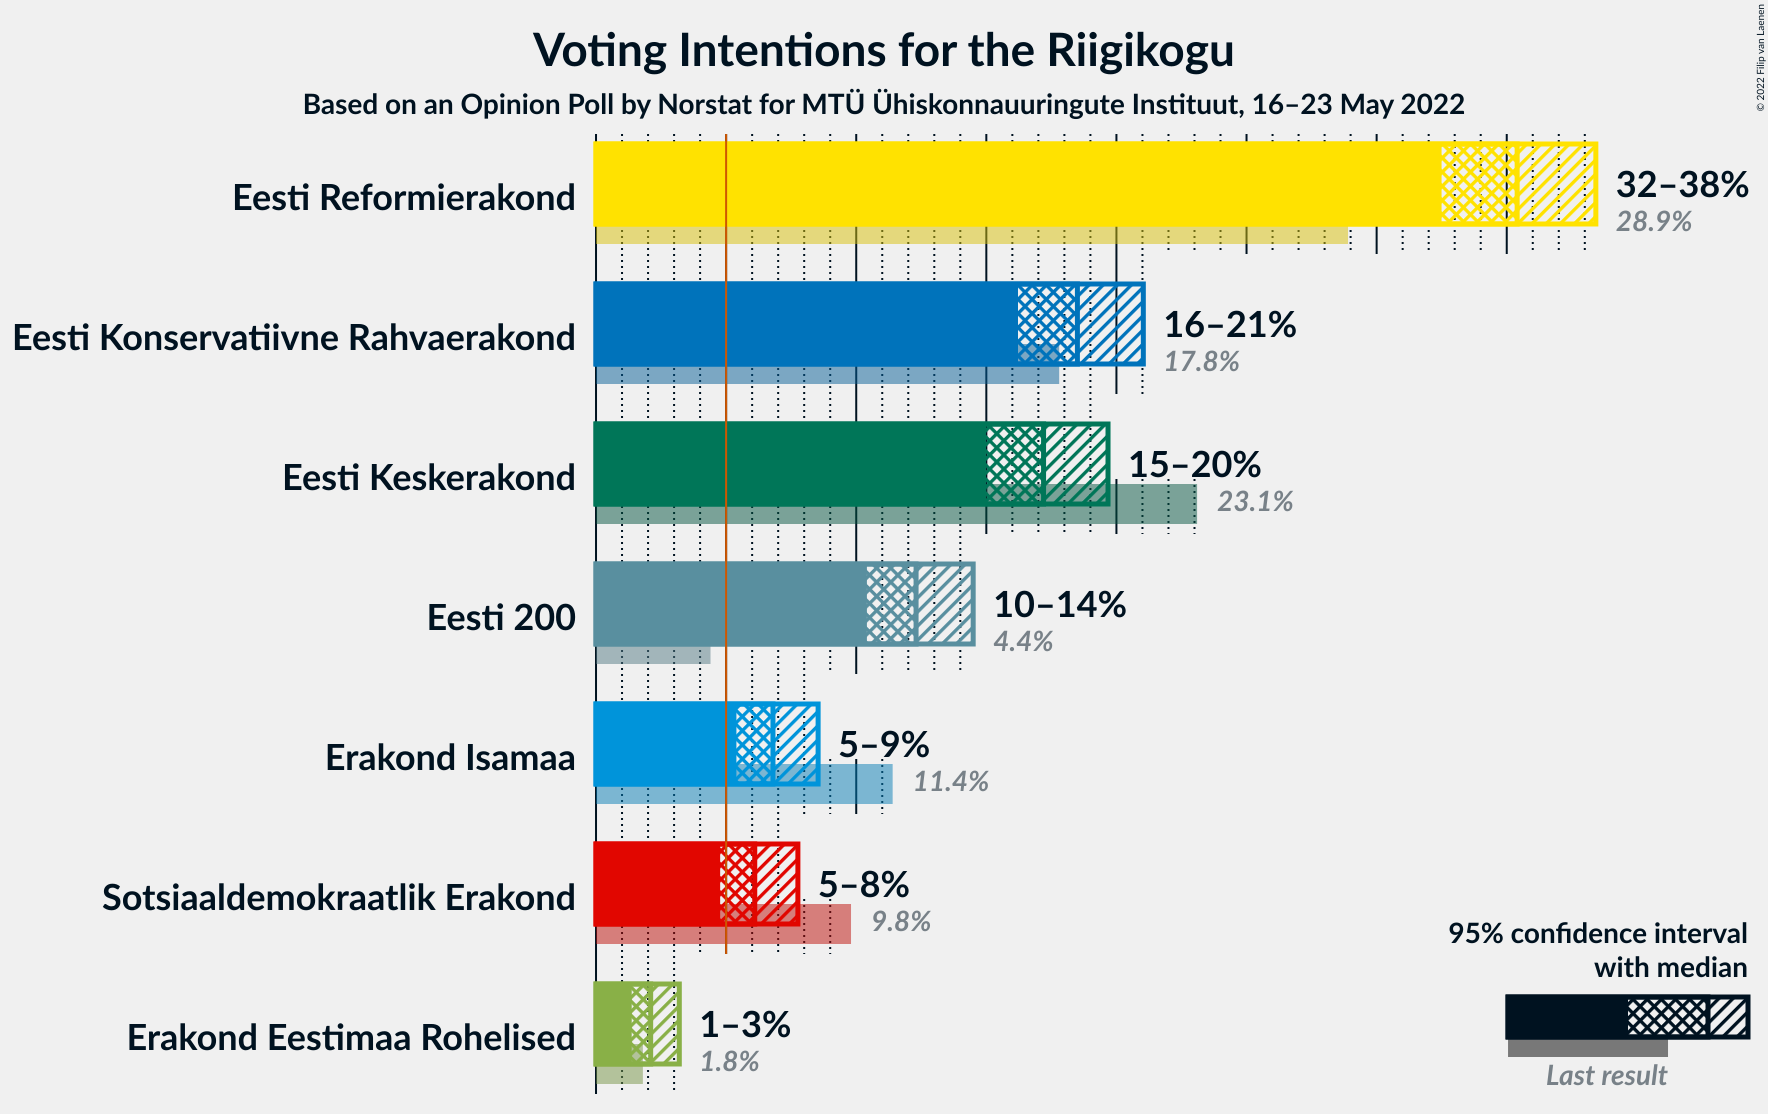 Voting Intentions for the Riigikogu
Based on an Opinion Poll by Norstat for MTÜ Ühiskonnauuringute Instituut, 16–23 May 2022
© 2022 Filip van Laenen
Eesti Reformierakond
32–38%
28.9%
Eesti Konservatiivne Rahvaerakond
16–21%
17.8%
Eesti Keskerakond
15–20%
23.1%
Eesti 200
10–14%
4.4%
Erakond Isamaa
5–9%
11.4%
Sotsiaaldemokraatlik Erakond
5–8%
9.8%
Erakond Eestimaa Rohelised
1–3%
1.8%
95% confidence interval
with median
Last result